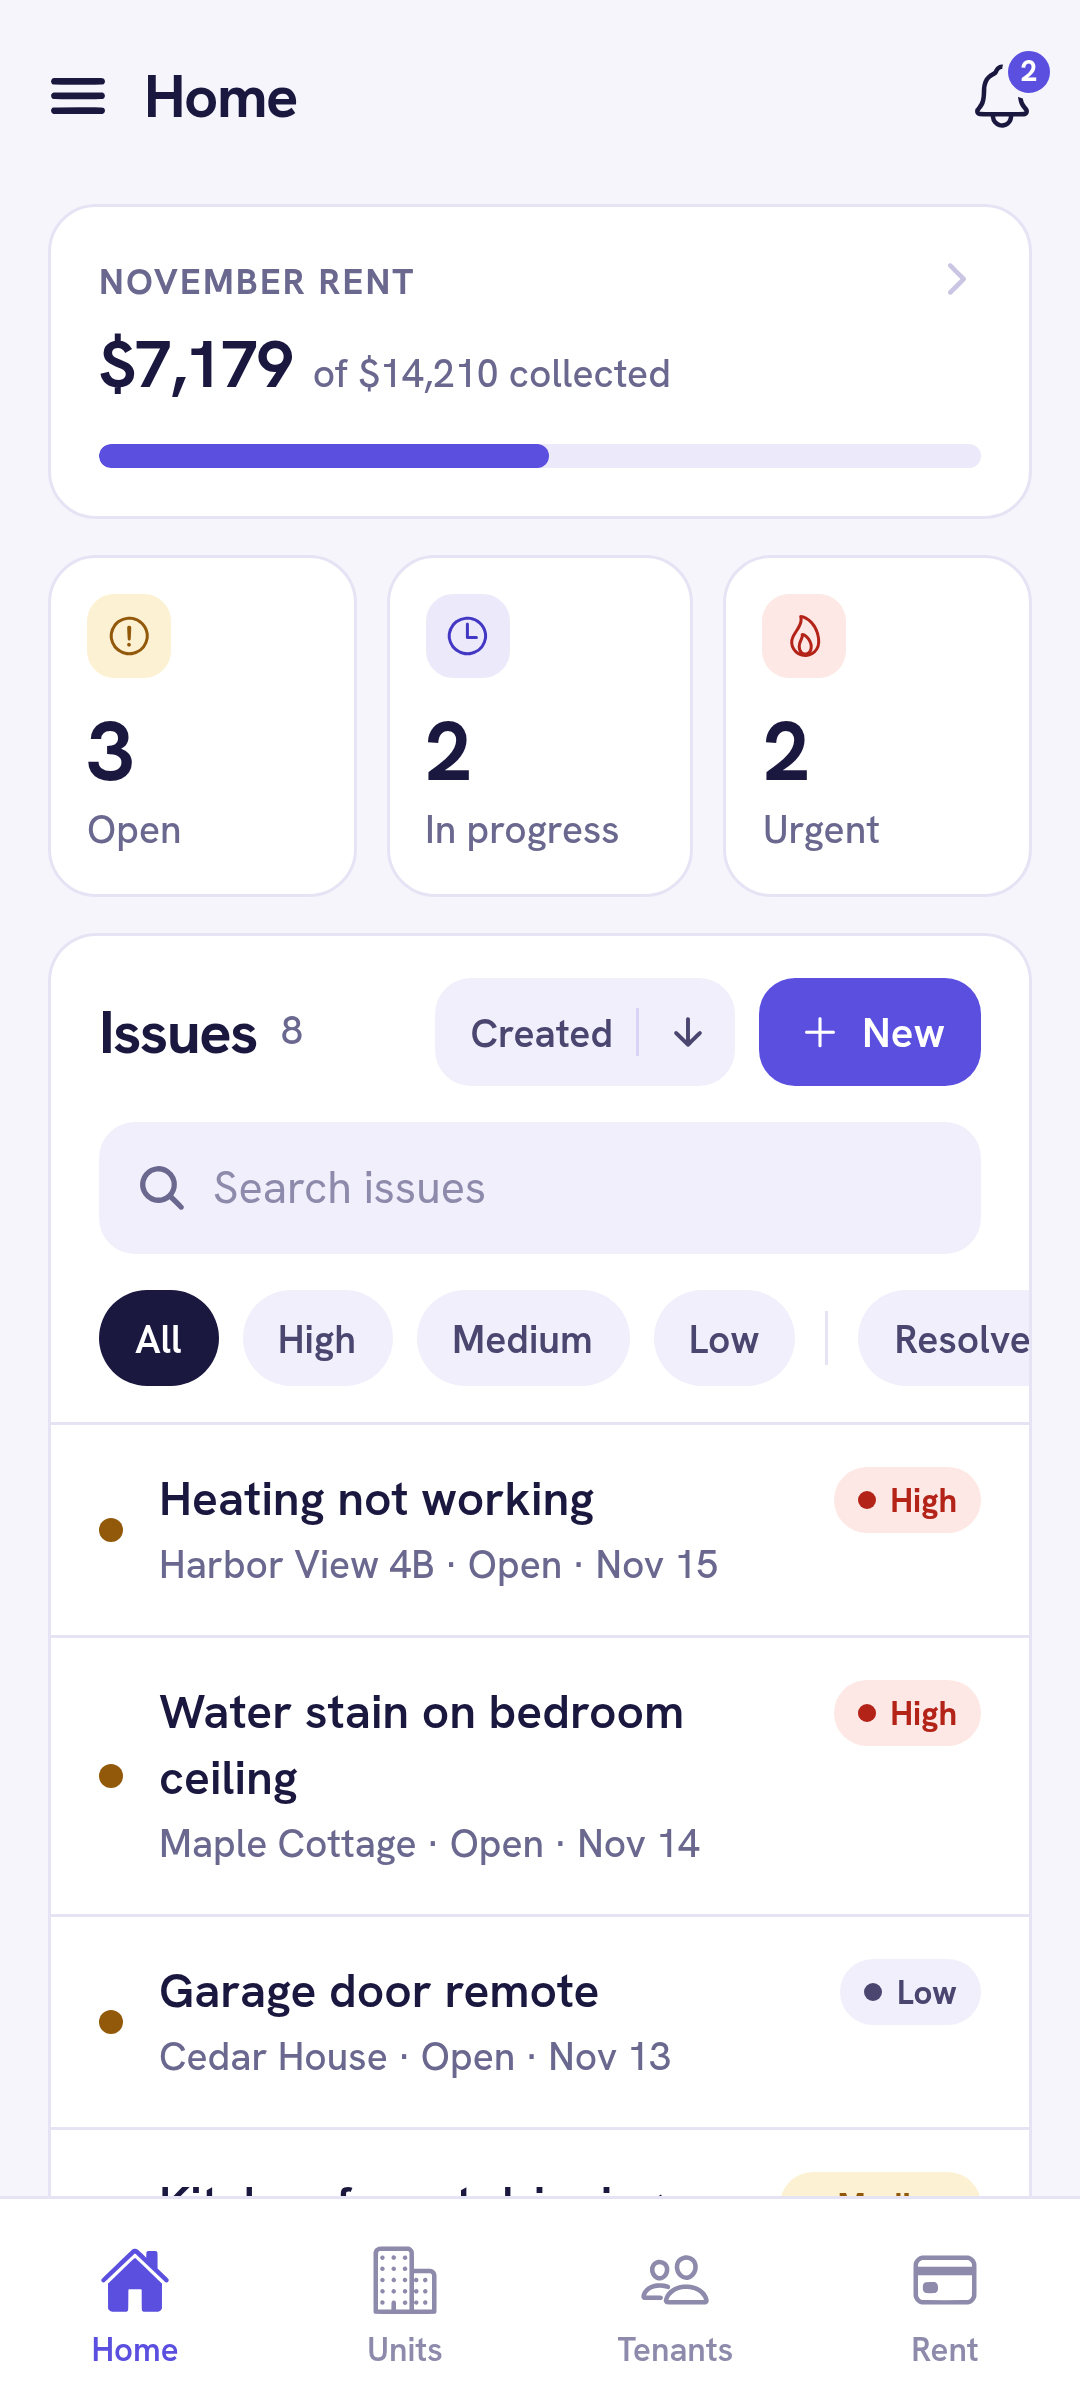 Home
2
NOVEMBER RENT
$7,179 of $14,210 collected
3
Open
2
In progress
2
Urgent
Issues 8
Created
New
Search issues
All
High
Medium
Low
Resolve
Heating not working
High
Harbor View 4B · Open · Nov 15
Water stain on bedroom
ceiling
High
Maple Cottage · Open · Nov 14
Garage door remote
Low
Cedar House · Open · Nov 13
Home
Units
Tenants
Rent